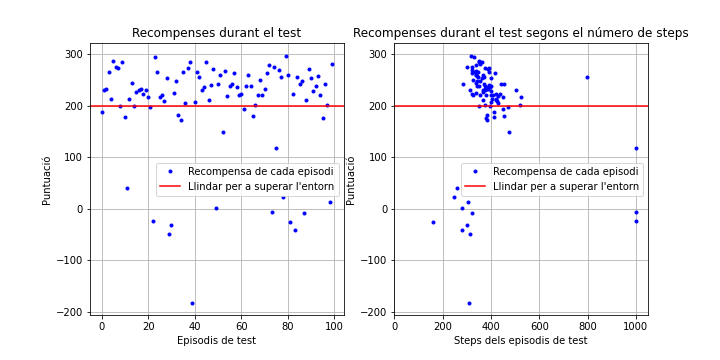 Recompenses durant el test
Puntuació
300
200
100
0
−100
−200
0
20
40
60
80
100
Episodis de test
Recompensa de cada episodi
Llindar per a superar l'entorn
Recompenses durant el test segons el número de steps
Puntuació
300
200
100
0
−100
−200
0
200
400
600
800
1000
Steps dels episodis de test
Recompensa de cada episodi
Llindar per a superar l'entorn